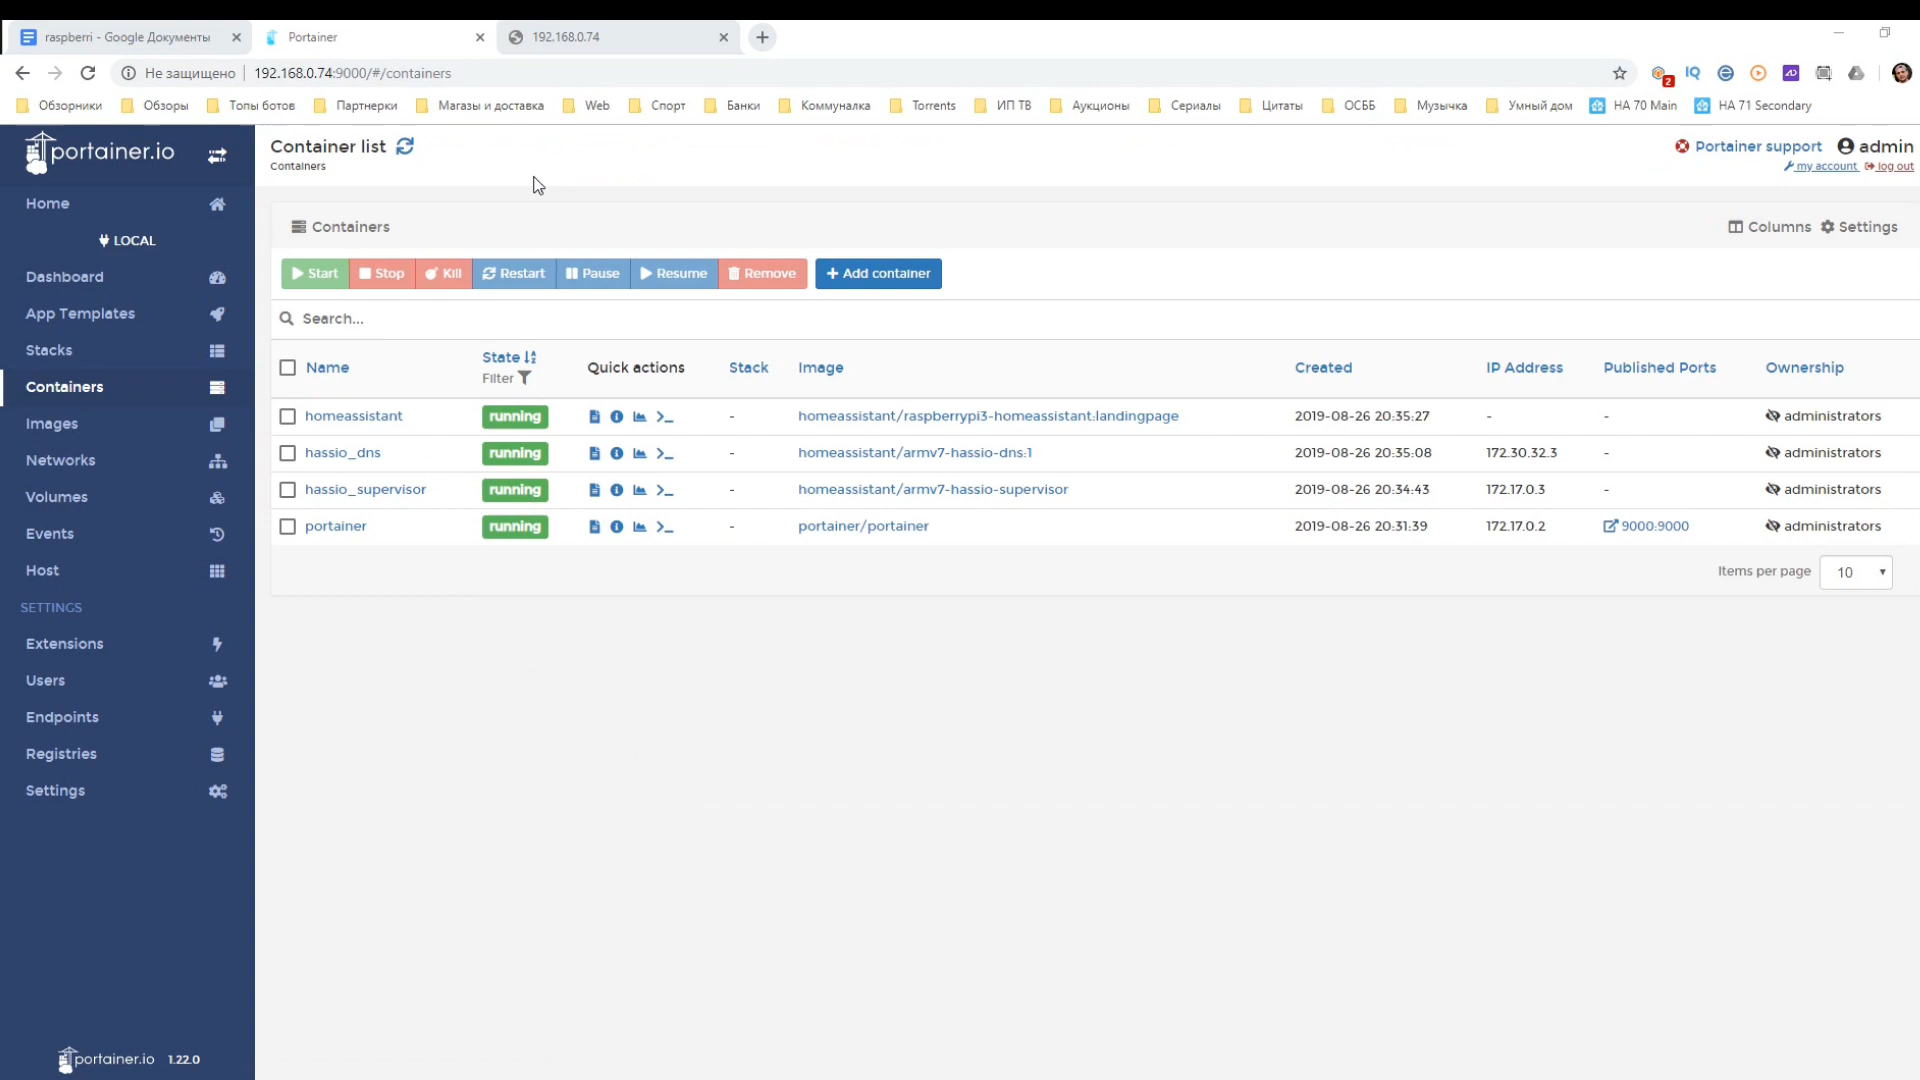 raspberri - Google Документы
Portainer
192.168.0.74
Не защищено
192.168.0.74:9000/#/containers
2
IQ
Обзорники
Обзоры
Топы ботов
Партнерки
Магазы и доставка
Web
Спорт
Банки
Коммуналка
Torrents
ИП ТВ
Аукционы
Сериалы
Цитаты
ОСББ
Музычка
Умный дом
HA 70 Main
HA 71 Secondary
portainer.io
Container list
Containers
Portainer support
admin
my account
log out
Home
LOCAL
Dashboard
App Templates
Stacks
Containers
Images
Networks
Volumes
Events
Host
SETTINGS
Extensions
Users
Endpoints
Registries
Settings
portainer.io 1.22.0
Containers
Columns Settings
Start Stop Kill Restart Pause Resume Remove Add container
Search...
Name State Filter Quick actions Stack Image Created IP Address Published Ports Ownership
homeassistant running - homeassistant/raspberrypi3-homeassistant:landingpage 2019-08-26 20:35:27 - - administrators
hassio_dns running - homeassistant/armv7-hassio-dns:1 2019-08-26 20:35:08 172.30.32.3 - administrators
hassio_supervisor running - homeassistant/armv7-hassio-supervisor 2019-08-26 20:34:43 172.17.0.3 - administrators
portainer running - portainer/portainer 2019-08-26 20:31:39 172.17.0.2 9000:9000 administrators
Items per page 10